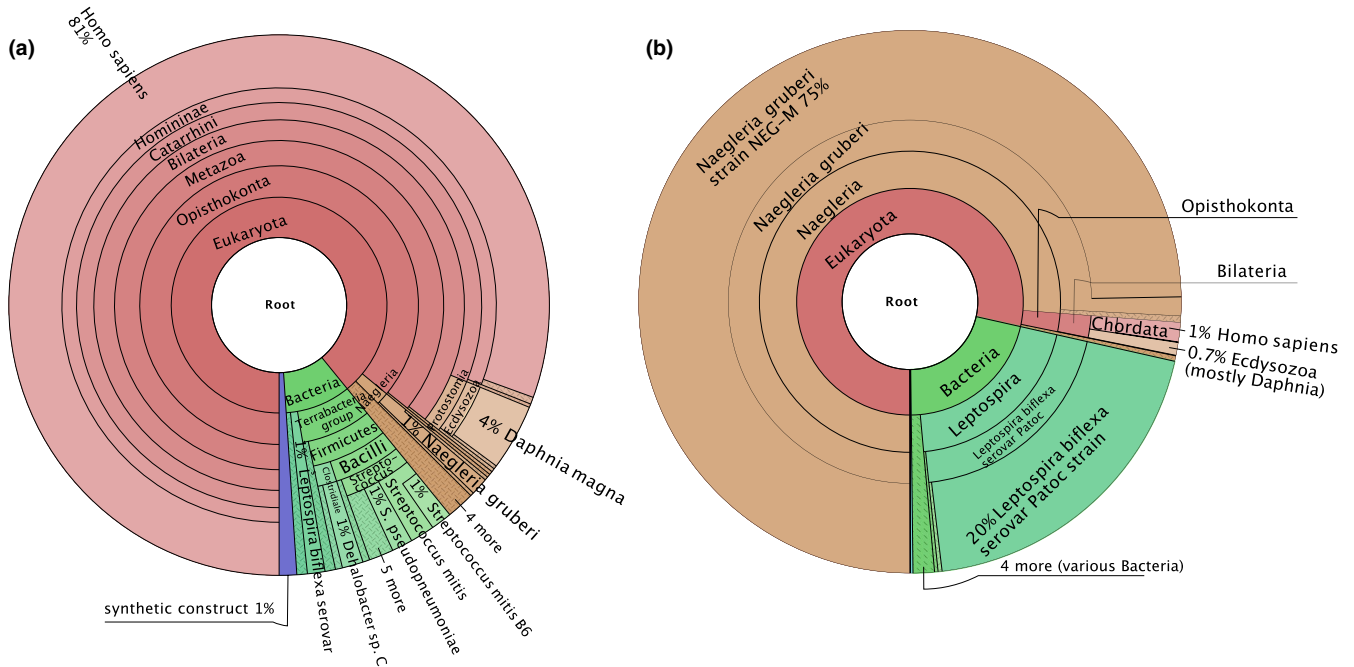 (a)
Homo sapiens
81%
Homininae
Catarrhini
Bilateria
Metazoa
Opisthokonta
Eukaryota
Root
Bacteria
Terrabacteria
group
Firmicutes
Bacilli
Strepto-
coccus
Clostridiale
Naegleria
Protostomia
Ecdysozoa
4% Daphnia magna
1% Naegleria gruberi
4 more
1% Streptococcus mitis B6
Streptococcus mitis
1% S. pseudopneumoniae
5 more
1% Dehalobacter sp. C
1% Leptospira biflexa serovar
synthetic construct 1%
(b)
Naegleria gruberi
strain NEG-M 75%
Naegleria gruberi
Naegleria
Eukaryota
Root
Bacteria
Opisthokonta
Bilateria
Chordata
1% Homo sapiens
0.7% Ecdysozoa
(mostly Daphnia)
Leptospira
Leptospira biflexa
serovar Patoc
20% Leptospira biflexa
serovar Patoc strain
4 more (various Bacteria)